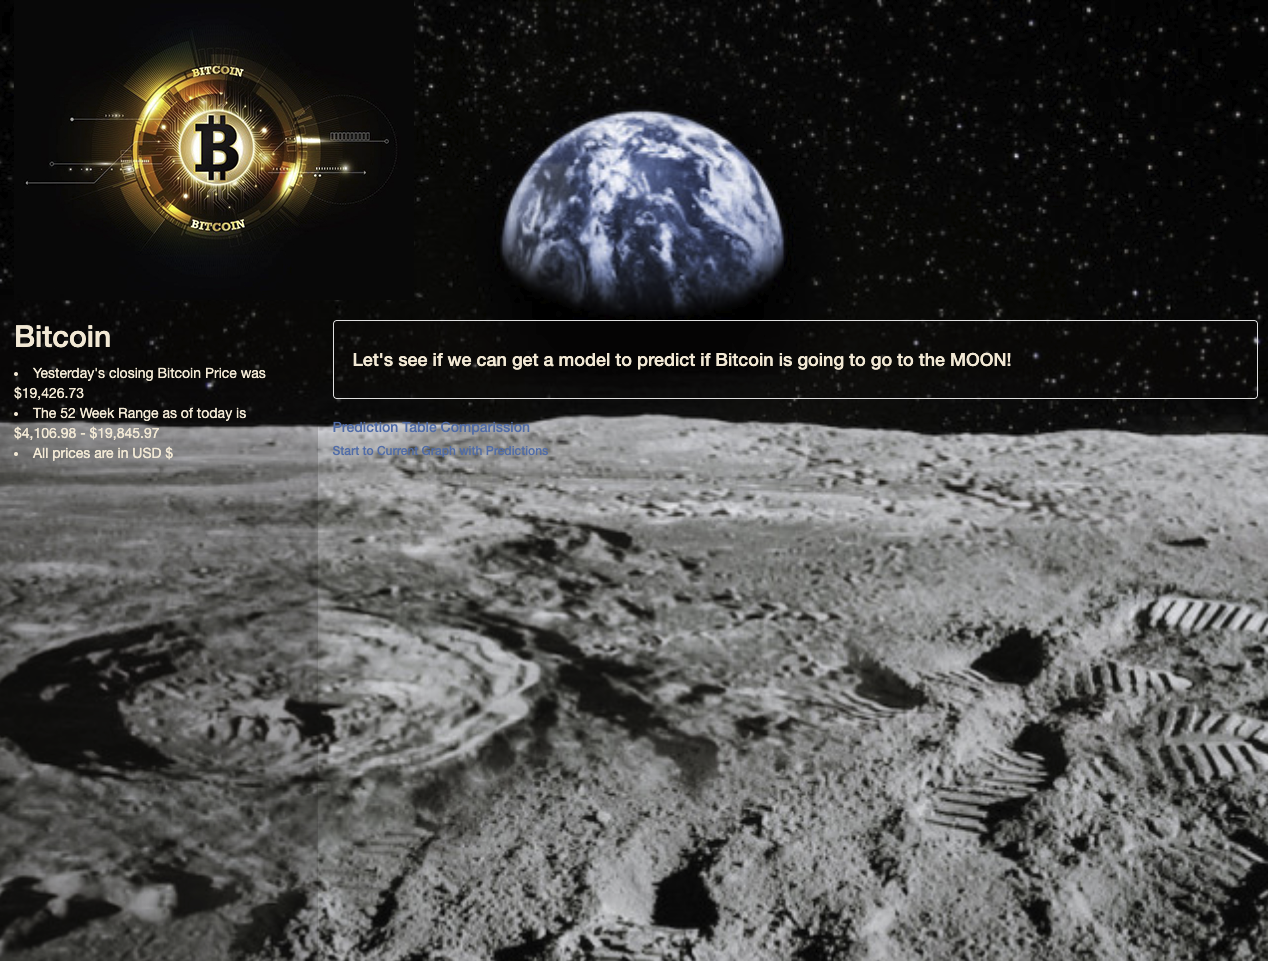 BITCOIN
BITCOIN
Bitcoin
Yesterday's closing Bitcoin Price was
$19,426.73
The 52 Week Range as of today is
$4,106.98 - $19,845.97
All prices are in USD $
Let's see if we can get a model to predict if Bitcoin is going to go to the MOON!
Prediction Table Comparission
Start to Current Graph with Predictions